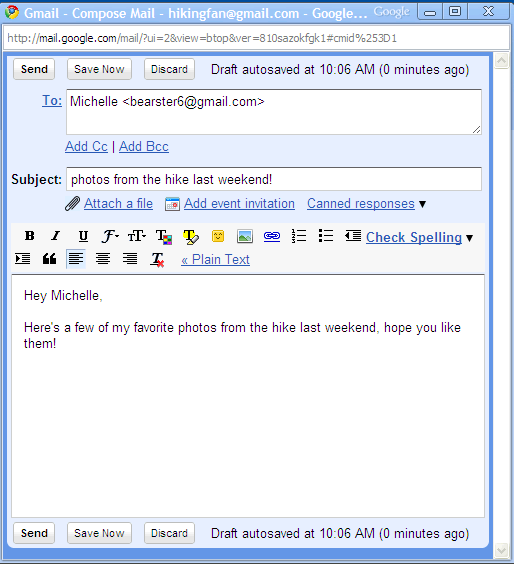 Gmail - Compose Mail - hikingfan@gmail.com - Google... Google
http://mail.google.com/mail/?ui=2&view=btop&ver=810sazokfgk1#cmid%253D1
Send Save Now Discard Draft autosaved at 10:06 AM (0 minutes ago)
To: Michelle <bearster6@gmail.com>
Add Cc | Add Bcc
Subject: photos from the hike last weekend!
Attach a file Add event invitation Canned responses ▼
B I U F T T T Check Spelling ▼
T « Plain Text
Hey Michelle,
Here's a few of my favorite photos from the hike last weekend, hope you like
them!
Send Save Now Discard Draft autosaved at 10:06 AM (0 minutes ago)